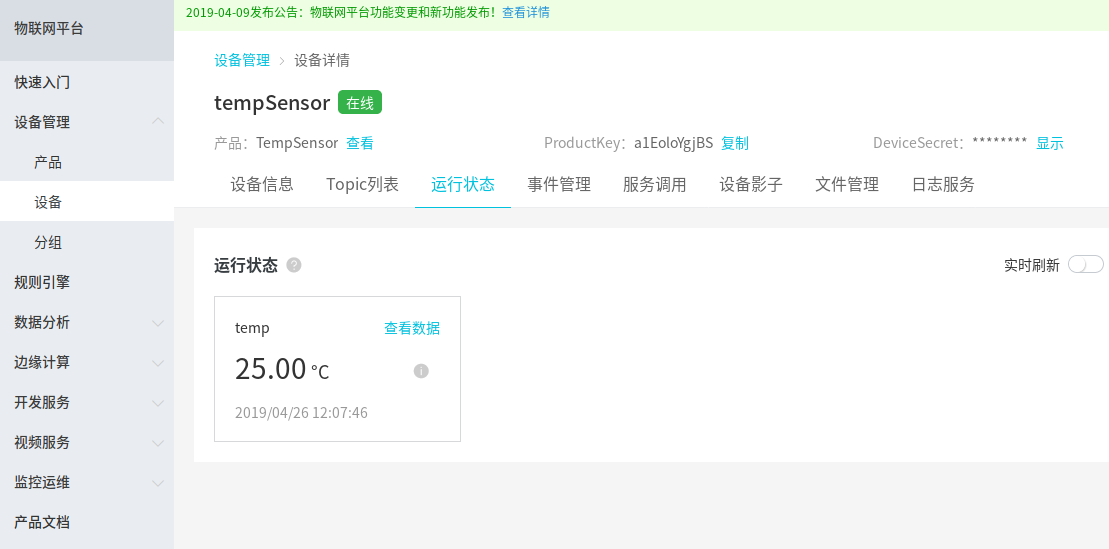 物联网平台
快速入门
设备管理
产品
设备
分组
规则引擎
数据分析
边缘计算
开发服务
视频服务
监控运维
产品文档
2019-04-09发布公告：物联网平台功能变更和新功能发布！查看详情
设备管理 > 设备详情
tempSensor 在线
产品：TempSensor 查看 ProductKey：a1EoloYgjBS 复制 DeviceSecret：******** 显示
设备信息 Topic列表 运行状态 事件管理 服务调用 设备影子 文件管理 日志服务
运行状态 ? 实时刷新
temp 查看数据
25.00 ℃
2019/04/26 12:07:46